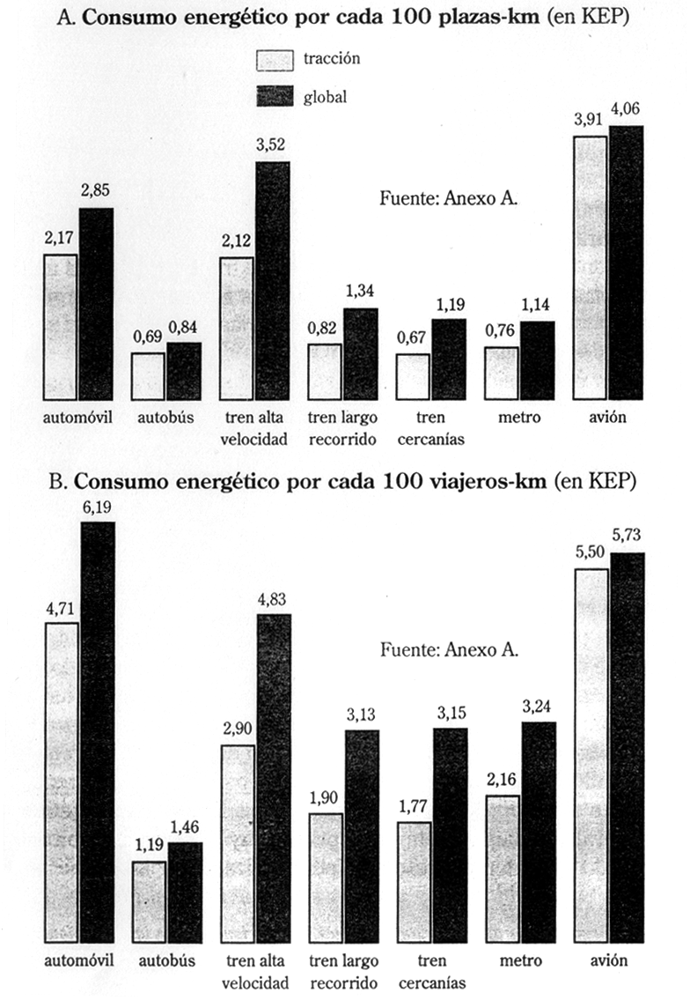 A. Consumo energético por cada 100 plazas-km (en KEP)
tracción
global
3,91 4,06
3,52
2,85
Fuente: Anexo A.
2,17
2,12
1,34
1,19
1,14
0,69 0,84
0,82
0,67
0,76
automóvil autobús tren alta tren largo tren metro avión
velocidad recorrido cercanías
B. Consumo energético por cada 100 viajeros-km (en KEP)
6,19
5,73
5,50
4,71
4,83
Fuente: Anexo A.
2,90
3,13
3,15
3,24
2,16
1,90
1,77
1,19 1,46
automóvil autobús tren alta tren largo tren metro avión
velocidad recorrido cercanías